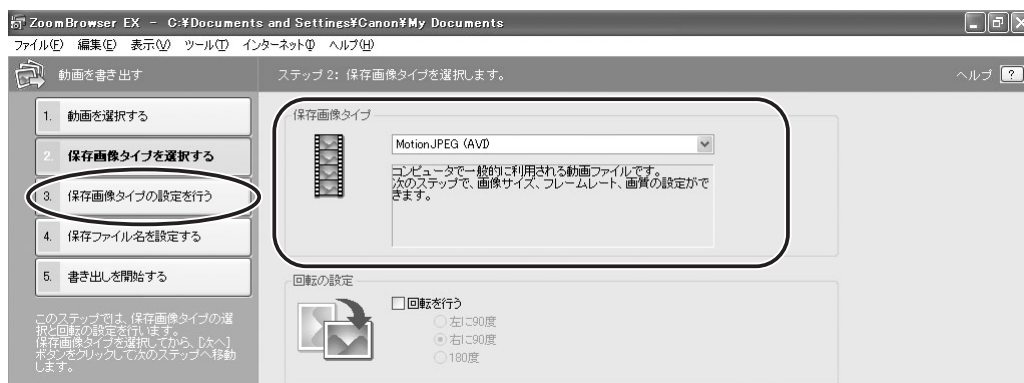 ZoomBrowser EX - C:¥Documents and Settings¥Canon¥My Documents
ファイル(F) 編集(E) 表示(V) ツール(T) インターネット(I) ヘルプ(H)
動画を書き出す
ステップ 2: 保存画像タイプを選択します。
ヘルプ ?
1. 動画を選択する
2. 保存画像タイプを選択する
3. 保存画像タイプの設定を行う
4. 保存ファイル名を設定する
5. 書き出しを開始する
このステップでは、保存画像タイプの選
択と回転の設定を行います。
保存画像タイプを選択してから、[次へ]
ボタンをクリックして次のステップへ移動
します。
保存画像タイプ
MotionJPEG (AVI)
コンピュータで一般的に利用される動画ファイルです。
次のステップで、画像サイズ、フレームレート、画質の設定がで
きます。
回転の設定
回転を行う
左に90度
右に90度
180度